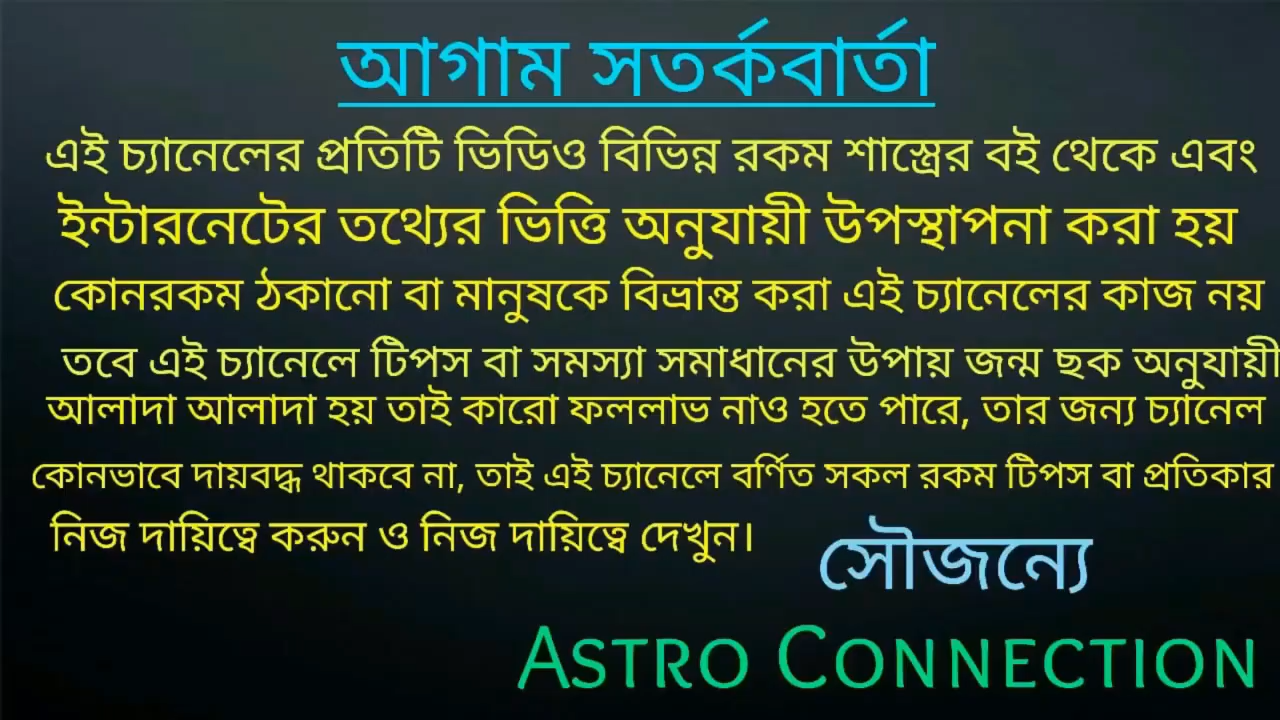 আগাম সতর্কবার্তা
এই চ্যানেলের প্রতিটি ভিডিও বিভিন্ন রকম শাস্ত্রের বই থেকে এবং
ইন্টারনেটের তথ্যের ভিত্তি অনুযায়ী উপস্থাপনা করা হয়
কোনরকম ঠকানো বা মানুষকে বিভ্রান্ত করা এই চ্যানেলের কাজ নয়
তবে এই চ্যানেলে টিপস বা সমস্যা সমাধানের উপায় জন্ম ছক অনুযায়ী
আলাদা আলাদা হয় তাই কারো ফললাভ নাও হতে পারে, তার জন্য চ্যানেল
কোনভাবে দায়বদ্ধ থাকবে না, তাই এই চ্যানেলে বর্ণিত সকল রকম টিপস বা প্রতিকার
নিজ দায়িত্বে করুন ও নিজ দায়িত্বে দেখুন।
সৌজন্যে
ASTRO CONNECTION